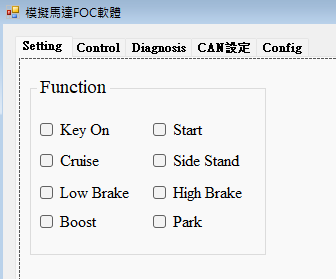 模擬馬達FOC軟體
Setting Control Diagnosis CAN設定 Config
Function
Key On Start
Cruise Side Stand
Low Brake High Brake
Boost Park